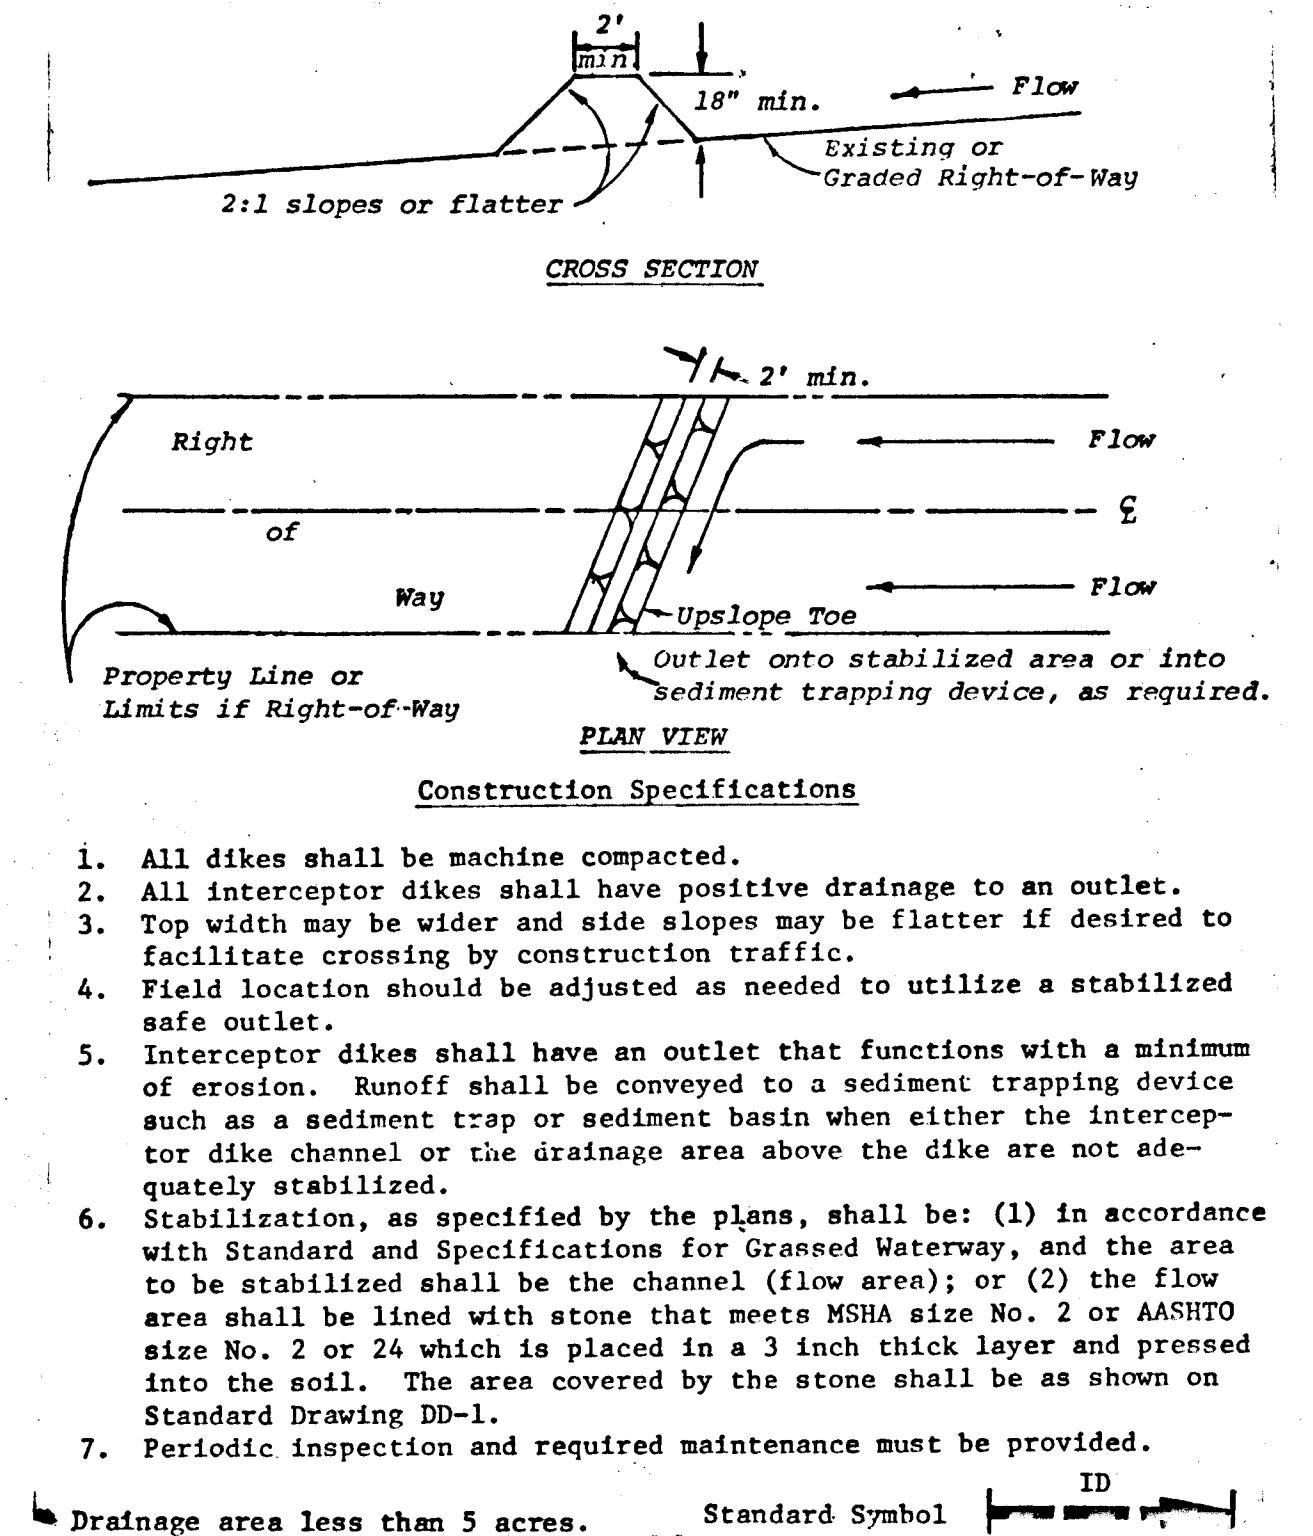 2'
min.
18" min.
Flow
Existing or
Graded Right-of-Way
2:1 slopes or flatter
CROSS SECTION
2' min.
Right
Flow
of
℄
Way
Flow
Upslope Toe
Property Line or
Limits if Right-of-Way
Outlet onto stabilized area or into
sediment trapping device, as required.
PLAN VIEW
Construction Specifications
1. All dikes shall be machine compacted.
2. All interceptor dikes shall have positive drainage to an outlet.
3. Top width may be wider and side slopes may be flatter if desired to
facilitate crossing by construction traffic.
4. Field location should be adjusted as needed to utilize a stabilized
safe outlet.
5. Interceptor dikes shall have an outlet that functions with a minimum
of erosion. Runoff shall be conveyed to a sediment trapping device
such as a sediment trap or sediment basin when either the intercep-
tor dike channel or the drainage area above the dike are not ade-
quately stabilized.
6. Stabilization, as specified by the plans, shall be: (1) in accordance
with Standard and Specifications for Grassed Waterway, and the area
to be stabilized shall be the channel (flow area); or (2) the flow
area shall be lined with stone that meets MSHA size No. 2 or AASHTO
size No. 2 or 24 which is placed in a 3 inch thick layer and pressed
into the soil. The area covered by the stone shall be as shown on
Standard Drawing DD-1.
7. Periodic inspection and required maintenance must be provided.
ID
Drainage area less than 5 acres.
Standard Symbol